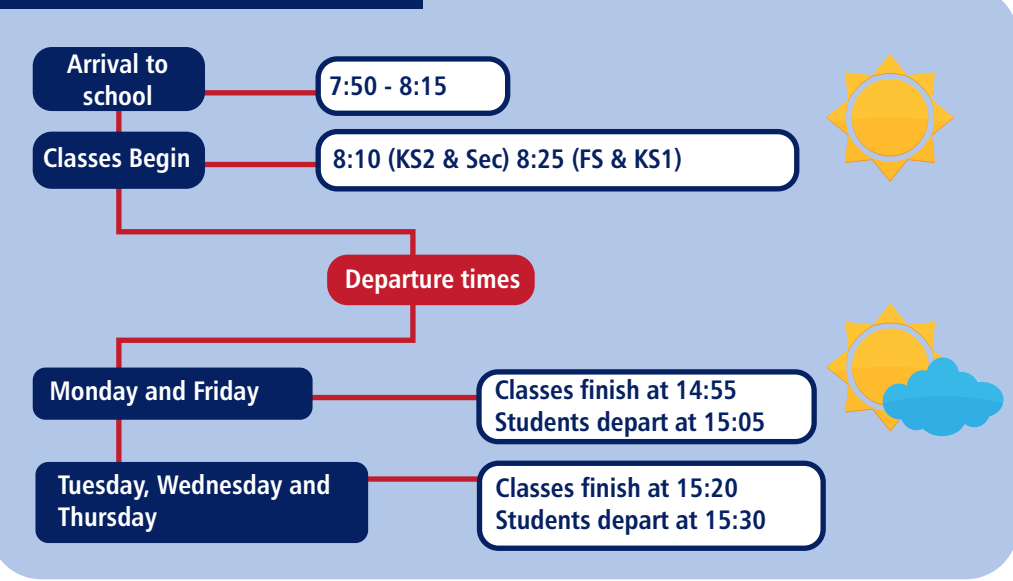 Arrival to
school
7:50 - 8:15
Classes Begin
8:10 (KS2 & Sec) 8:25 (FS & KS1)
Departure times
Monday and Friday
Classes finish at 14:55
Students depart at 15:05
Tuesday, Wednesday and
Thursday
Classes finish at 15:20
Students depart at 15:30